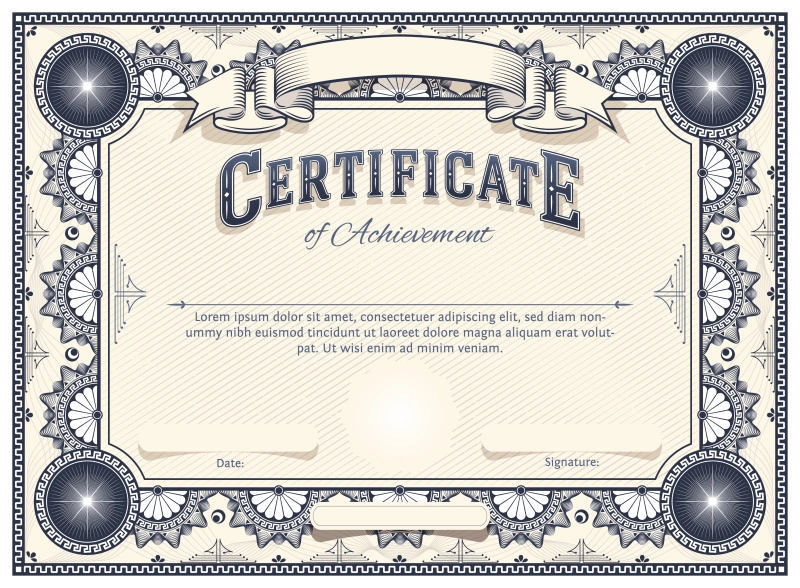 CERTIFICATE
of Achievement
Lorem ipsum dolor sit amet, consectetuer adipiscing elit, sed diam non-
ummy nibh euismod tincidunt ut laoreet dolore magna aliquam erat volut-
pat. Ut wisi enim ad minim veniam.
Date:
Signature: